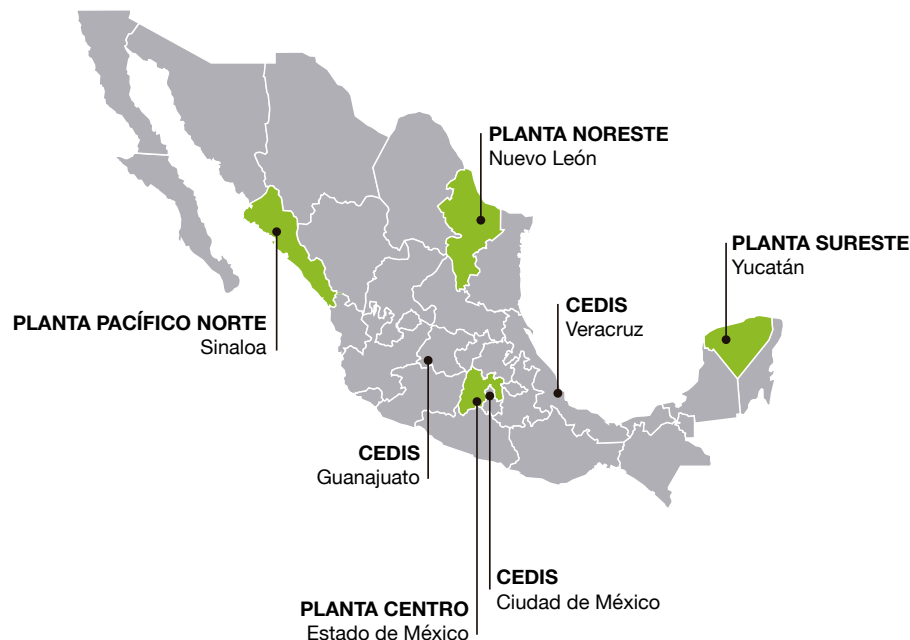 PLANTA NORESTE
Nuevo León
PLANTA SURESTE
Yucatán
CEDIS
Veracruz
PLANTA PACÍFICO NORTE
Sinaloa
CEDIS
Guanajuato
CEDIS
Ciudad de México
PLANTA CENTRO
Estado de México